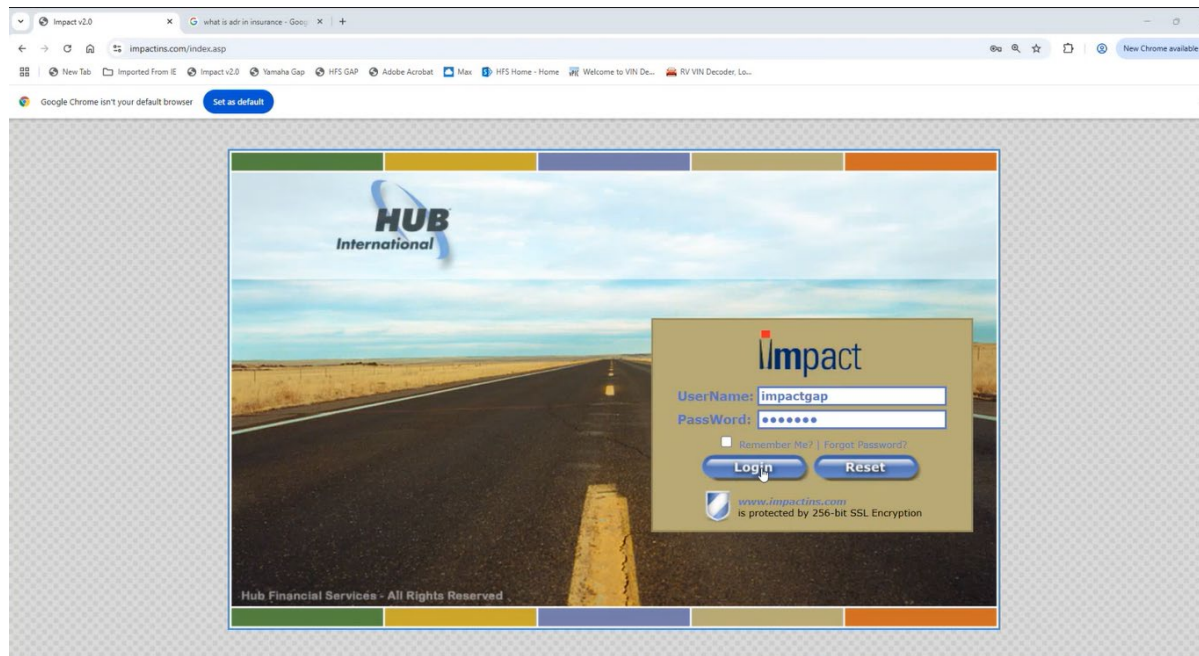 Impact v2.0
what is adr in insurance - Goog
impactins.com/index.asp
New Chrome available
New Tab
Imported From IE
Impact v2.0
Yamaha Gap
HFS GAP
Adobe Acrobat
Max
HFS Home - Home
Welcome to VIN De...
RV VIN Decoder, Lo...
Google Chrome isn't your default browser
Set as default
HUB
International
impact
UserName: impactgap
PassWord:
Remember Me? | Forgot Password?
Login
Reset
www.impactins.com
is protected by 256-bit SSL Encryption
Hub Financial Services - All Rights Reserved